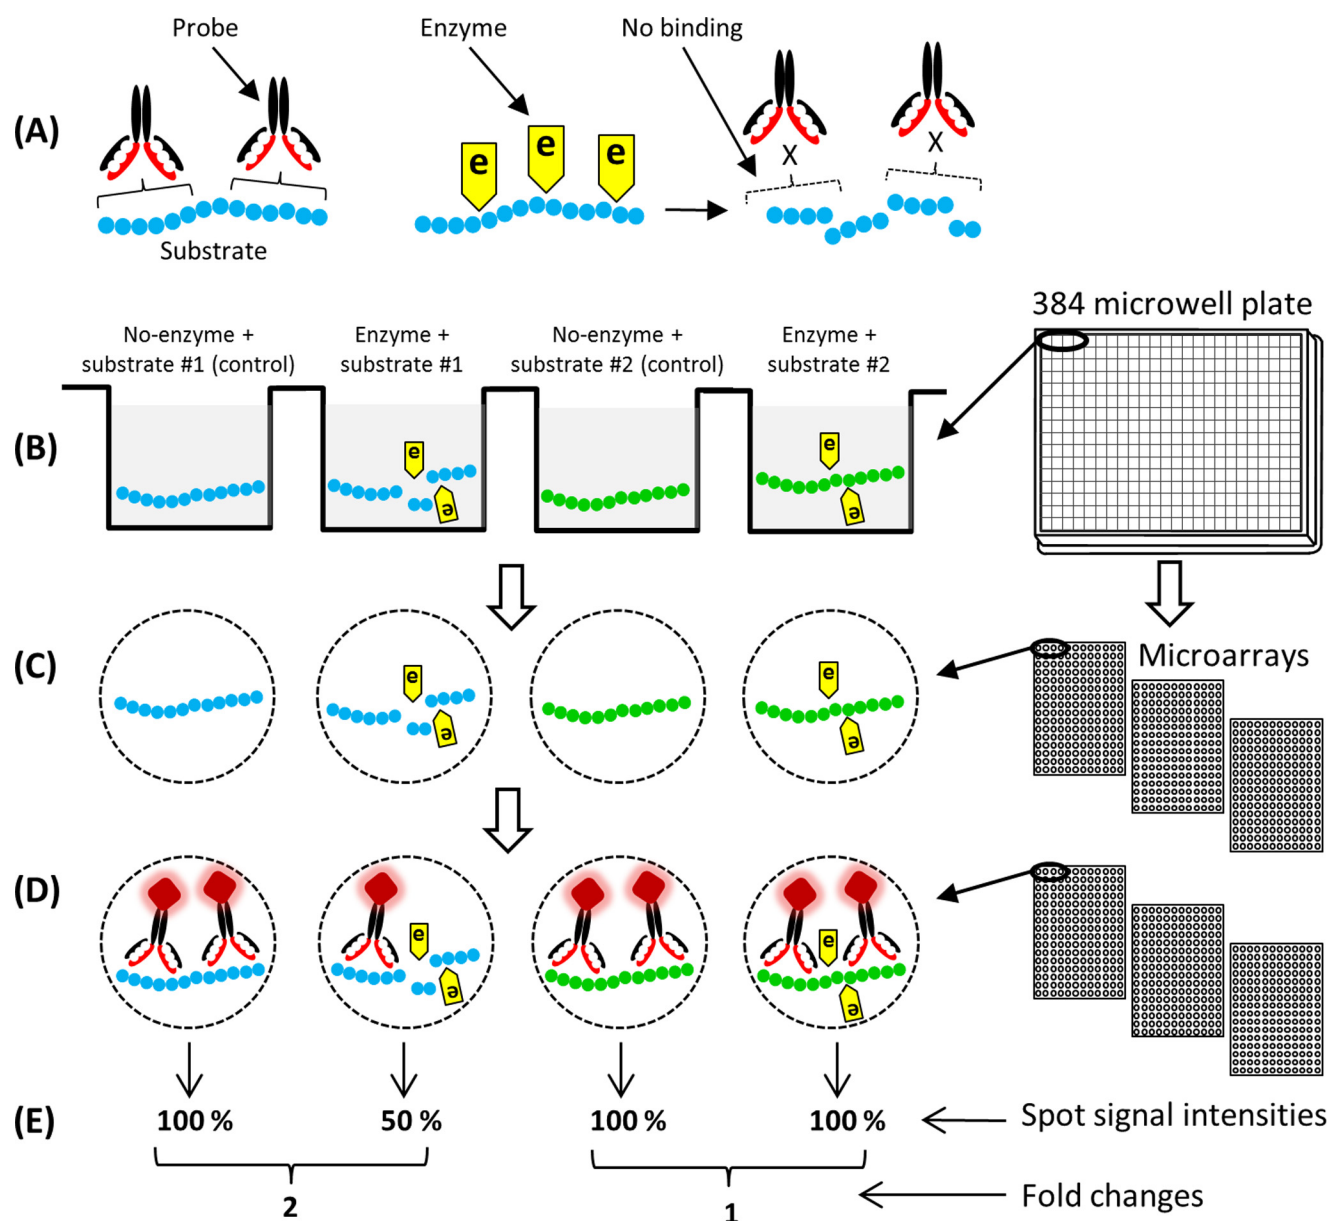 Probe
Enzyme
No binding
(A)
e
e
e
X
X
Substrate
384 microwell plate
No-enzyme +
substrate #1 (control)
Enzyme +
substrate #1
No-enzyme +
substrate #2 (control)
Enzyme +
substrate #2
(B)
e
e
e
e
(C)
e
e
e
e
Microarrays
(D)
e
e
e
e
(E)
100 %
50 %
100 %
100 %
Spot signal intensities
2
1
Fold changes